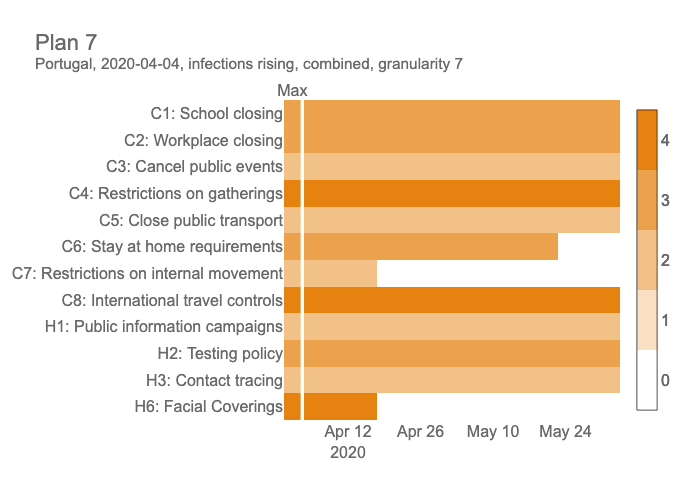 Plan 7
Portugal, 2020-04-04, infections rising, combined, granularity 7
Max
C1: School closing
C2: Workplace closing
C3: Cancel public events
C4: Restrictions on gatherings
C5: Close public transport
C6: Stay at home requirements
C7: Restrictions on internal movement
C8: International travel controls
H1: Public information campaigns
H2: Testing policy
H3: Contact tracing
H6: Facial Coverings
Apr 12 Apr 26 May 10 May 24
2020
4
3
2
1
0